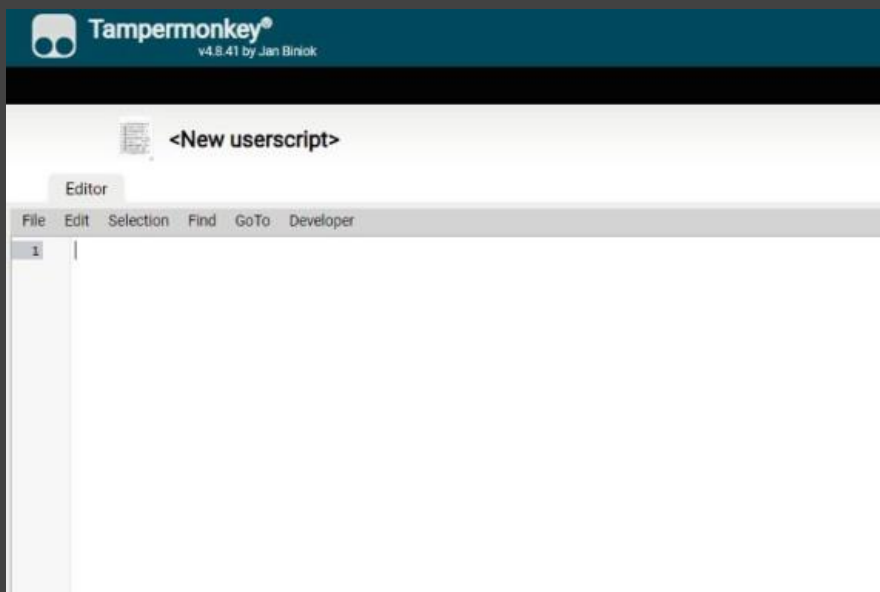 Tampermonkey®
v4.8.41 by Jan Biniok
<New userscript>
Editor
File Edit Selection Find GoTo Developer
1